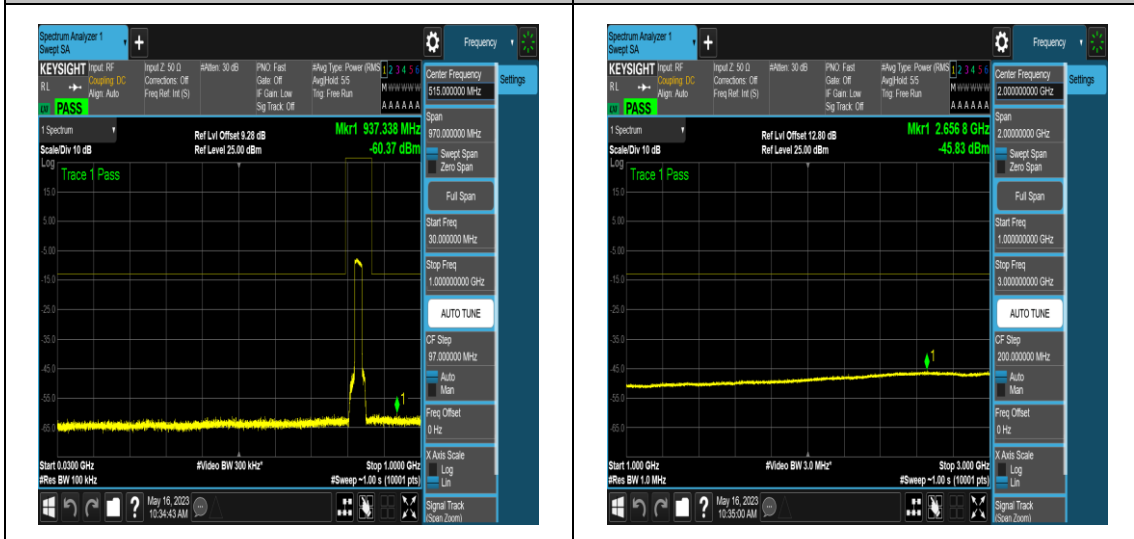 Spectrum Analyzer 1
Swept SA
Frequency
KEYSIGHT
Input: RF
Coupling: DC
Align: Auto
Input Z: 50 Ω
Corrections: Off
Freq Ref: Int (S)
#Atten: 30 dB
PNO: Fast
Gate: Off
IF Gain: Low
Sig Track: Off
#Avg Type: Power (RMS
Avg|Hold: 5/5
Trig: Free Run
1 2 3 4 5 6
M W W W W W
A A A A A A
RL
PASS
1 Spectrum
Scale/Div 10 dB
Ref Lvl Offset 9.28 dB
Ref Level 25.00 dBm
Mkr1 937.338 MHz
-60.37 dBm
Log
Trace 1 Pass
15.0
5.00
-5.00
-15.0
-25.0
-35.0
-45.0
-55.0
-65.0
1
Start 0.0300 GHz
#Res BW 100 kHz
#Video BW 300 kHz*
Stop 1.0000 GHz
#Sweep ~1.00 s (10001 pts)
Center Frequency
515.000000 MHz
Settings
Span
970.000000 MHz
Swept Span
Zero Span
Full Span
Start Freq
30.000000 MHz
Stop Freq
1.000000000 GHz
AUTO TUNE
CF Step
97.000000 MHz
Auto
Man
Freq Offset
0 Hz
X Axis Scale
Log
Lin
Signal Track
(Span Zoom)
May 16, 2023
10:34:43 AM
Spectrum Analyzer 1
Swept SA
Frequency
KEYSIGHT
Input: RF
Coupling: DC
Align: Auto
Input Z: 50 Ω
Corrections: Off
Freq Ref: Int (S)
#Atten: 30 dB
PNO: Fast
Gate: Off
IF Gain: Low
Sig Track: Off
#Avg Type: Power (RMS
Avg|Hold: 5/5
Trig: Free Run
1 2 3 4 5 6
M W W W W W
A A A A A A
RL
PASS
1 Spectrum
Scale/Div 10 dB
Ref Lvl Offset 12.80 dB
Ref Level 25.00 dBm
Mkr1 2.656 8 GHz
-45.83 dBm
Log
Trace 1 Pass
15.0
5.00
-5.00
-15.0
-25.0
-35.0
-45.0
-55.0
-65.0
1
Start 1.000 GHz
#Res BW 1.0 MHz
#Video BW 3.0 MHz*
Stop 3.000 GHz
#Sweep ~1.00 s (10001 pts)
Center Frequency
2.000000000 GHz
Settings
Span
2.00000000 GHz
Swept Span
Zero Span
Full Span
Start Freq
1.000000000 GHz
Stop Freq
3.000000000 GHz
AUTO TUNE
CF Step
200.000000 MHz
Auto
Man
Freq Offset
0 Hz
X Axis Scale
Log
Lin
Signal Track
(Span Zoom)
May 16, 2023
10:35:00 AM